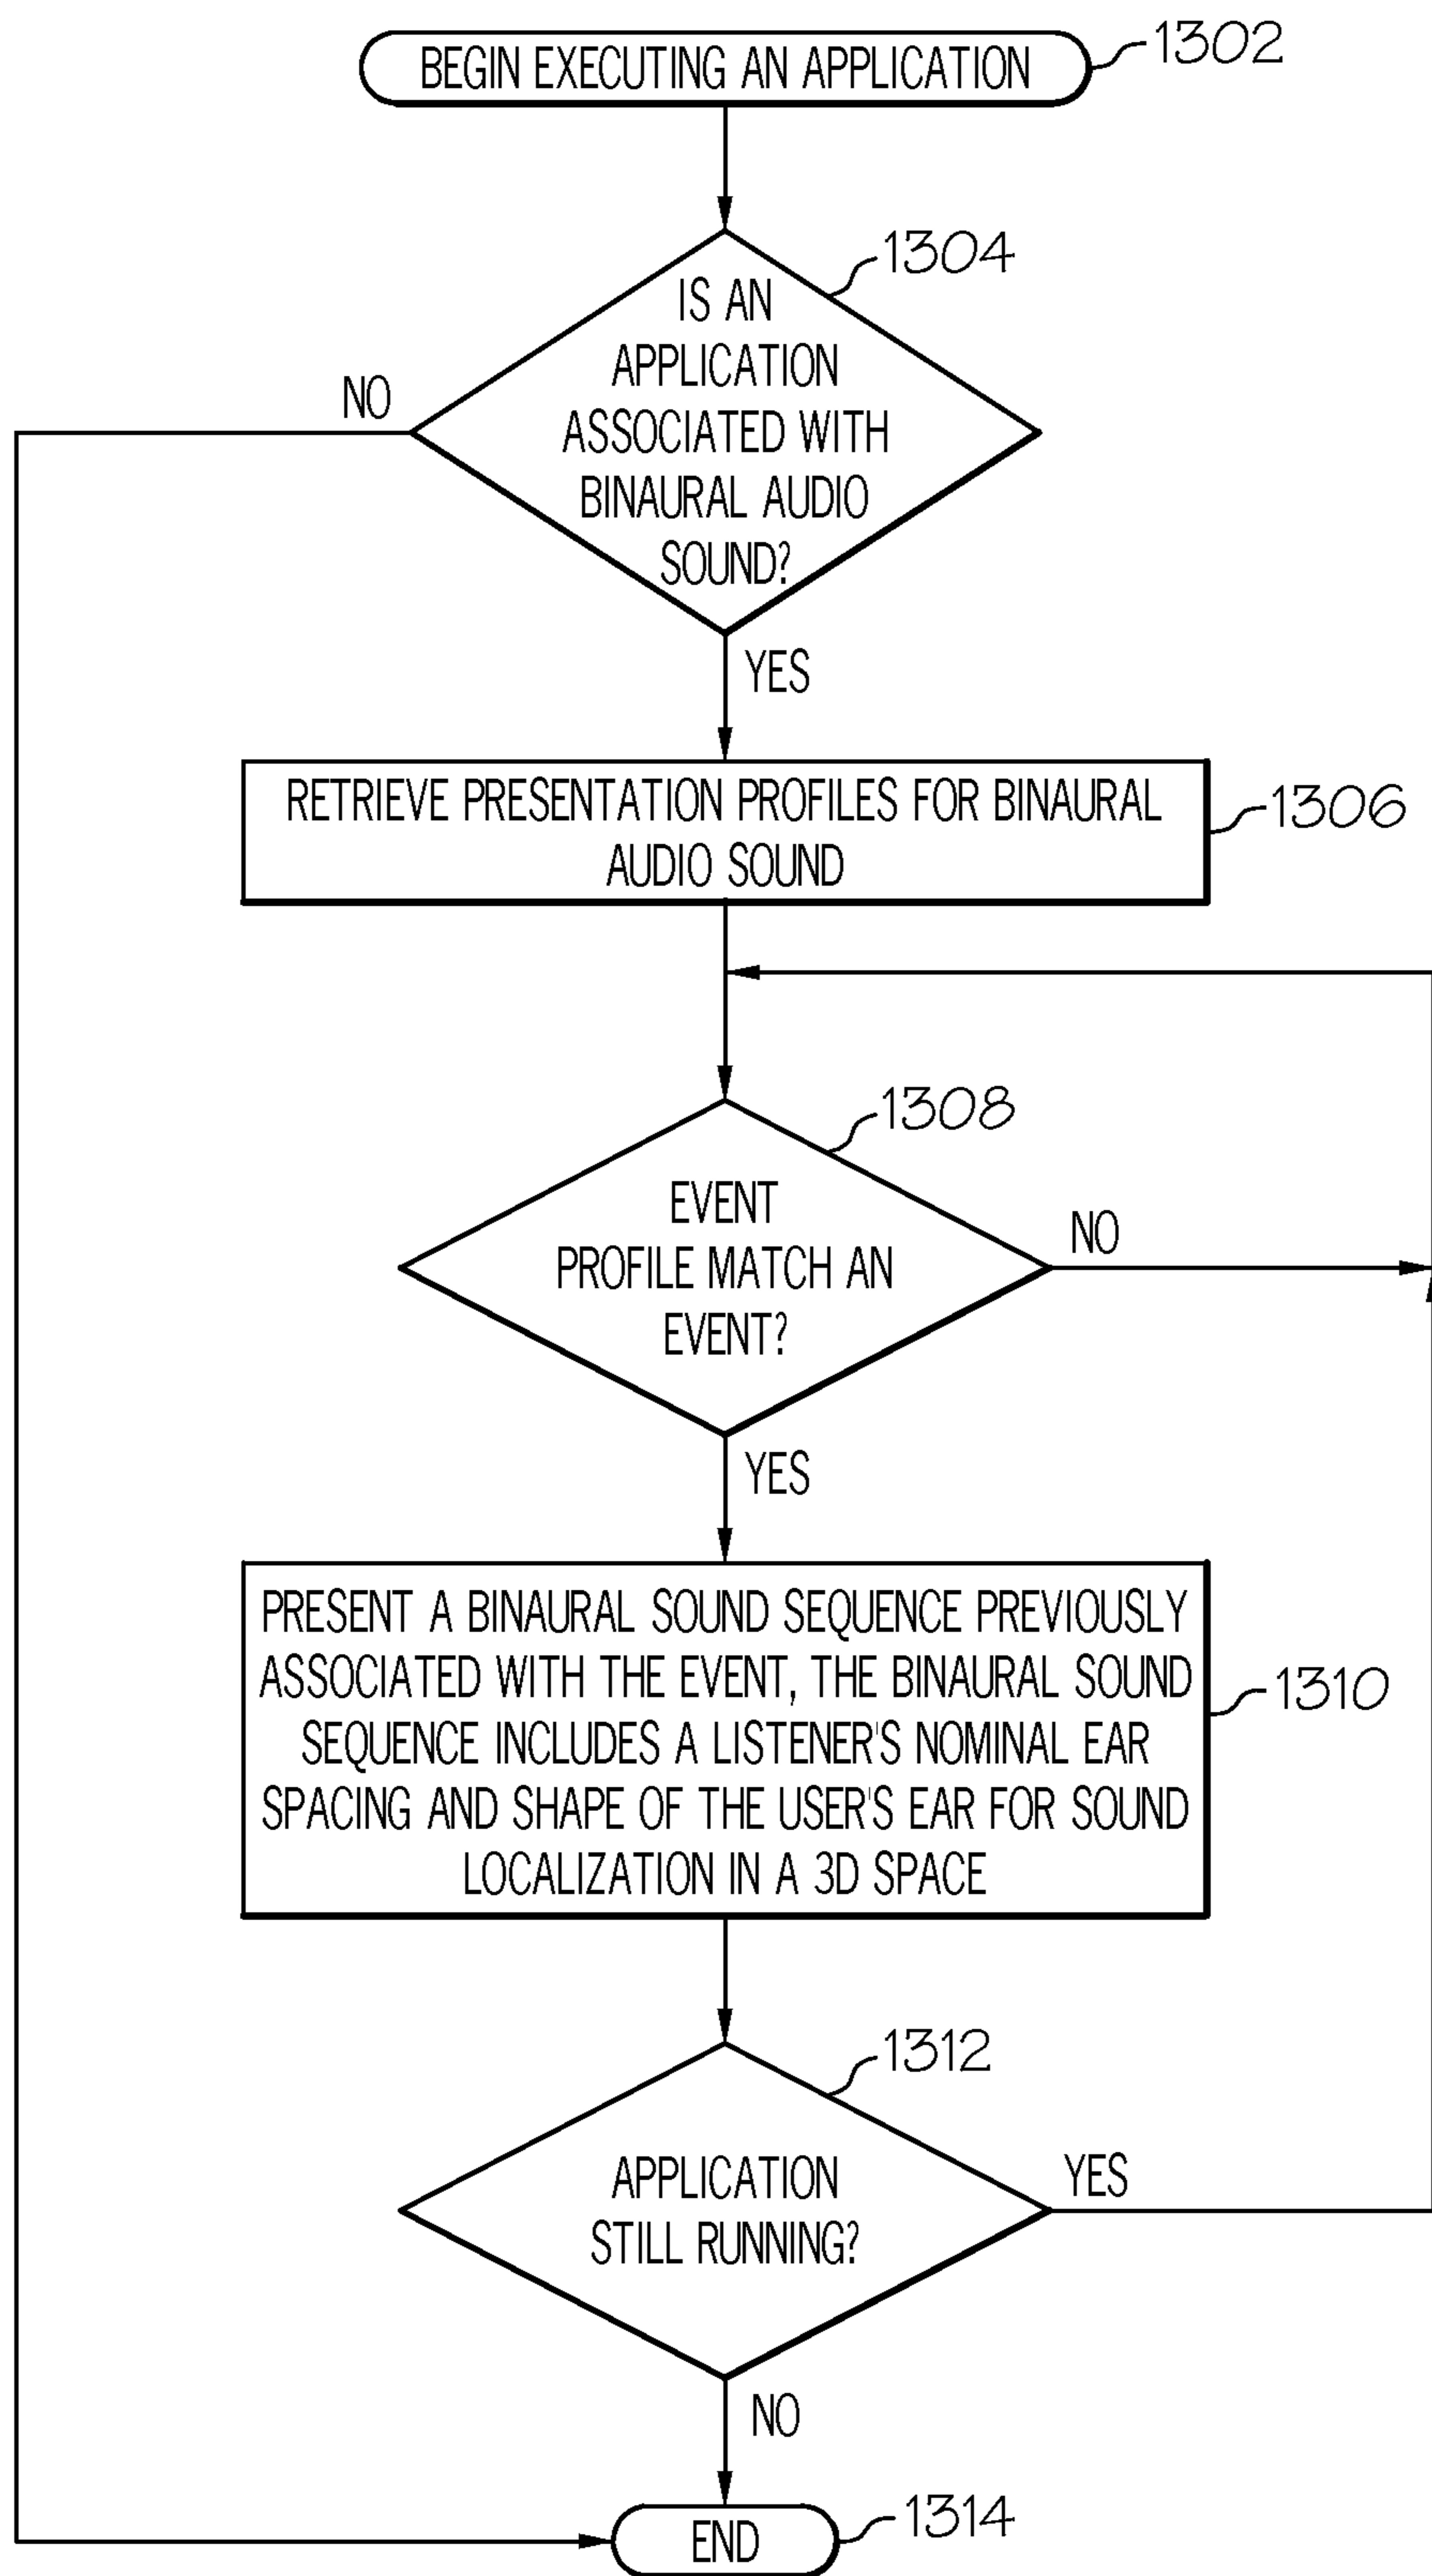 BEGIN EXECUTING AN APPLICATION
1302
1304
IS AN
APPLICATION
ASSOCIATED WITH
BINAURAL AUDIO
SOUND?
NO
YES
RETRIEVE PRESENTATION PROFILES FOR BINAURAL
AUDIO SOUND
1306
1308
EVENT
PROFILE MATCH AN
EVENT?
NO
YES
PRESENT A BINAURAL SOUND SEQUENCE PREVIOUSLY
ASSOCIATED WITH THE EVENT, THE BINAURAL SOUND
SEQUENCE INCLUDES A LISTENER'S NOMINAL EAR
SPACING AND SHAPE OF THE USER'S EAR FOR SOUND
LOCALIZATION IN A 3D SPACE
1310
1312
APPLICATION
STILL RUNNING?
YES
NO
END
1314